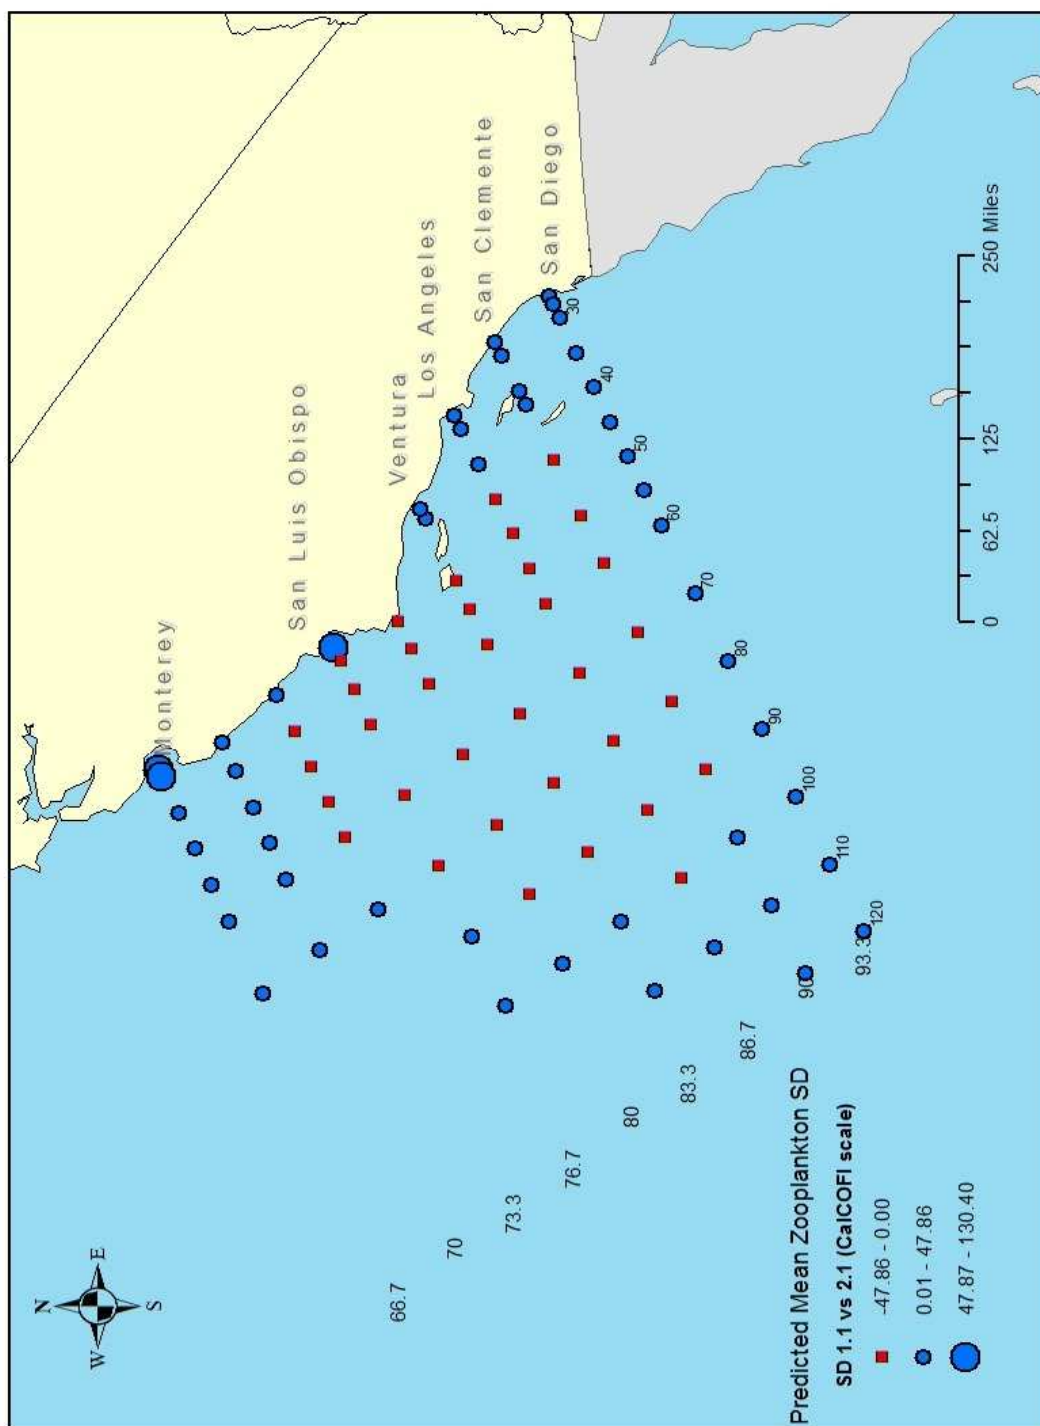 Monterey
San Luis Obispo
Ventura
Los Angeles
San Clemente
San Diego
30
40
50
60
70
80
90
100
110
120
93.3
90
86.7
83.3
80
76.7
73.3
70
66.7
N
W
E
S
0
62.5
125
250 Miles
Predicted Mean Zooplankton SD
SD 1.1 vs 2.1 (CalCOFI scale)
-47.86 - 0.00
0.01 - 47.86
47.87 - 130.40